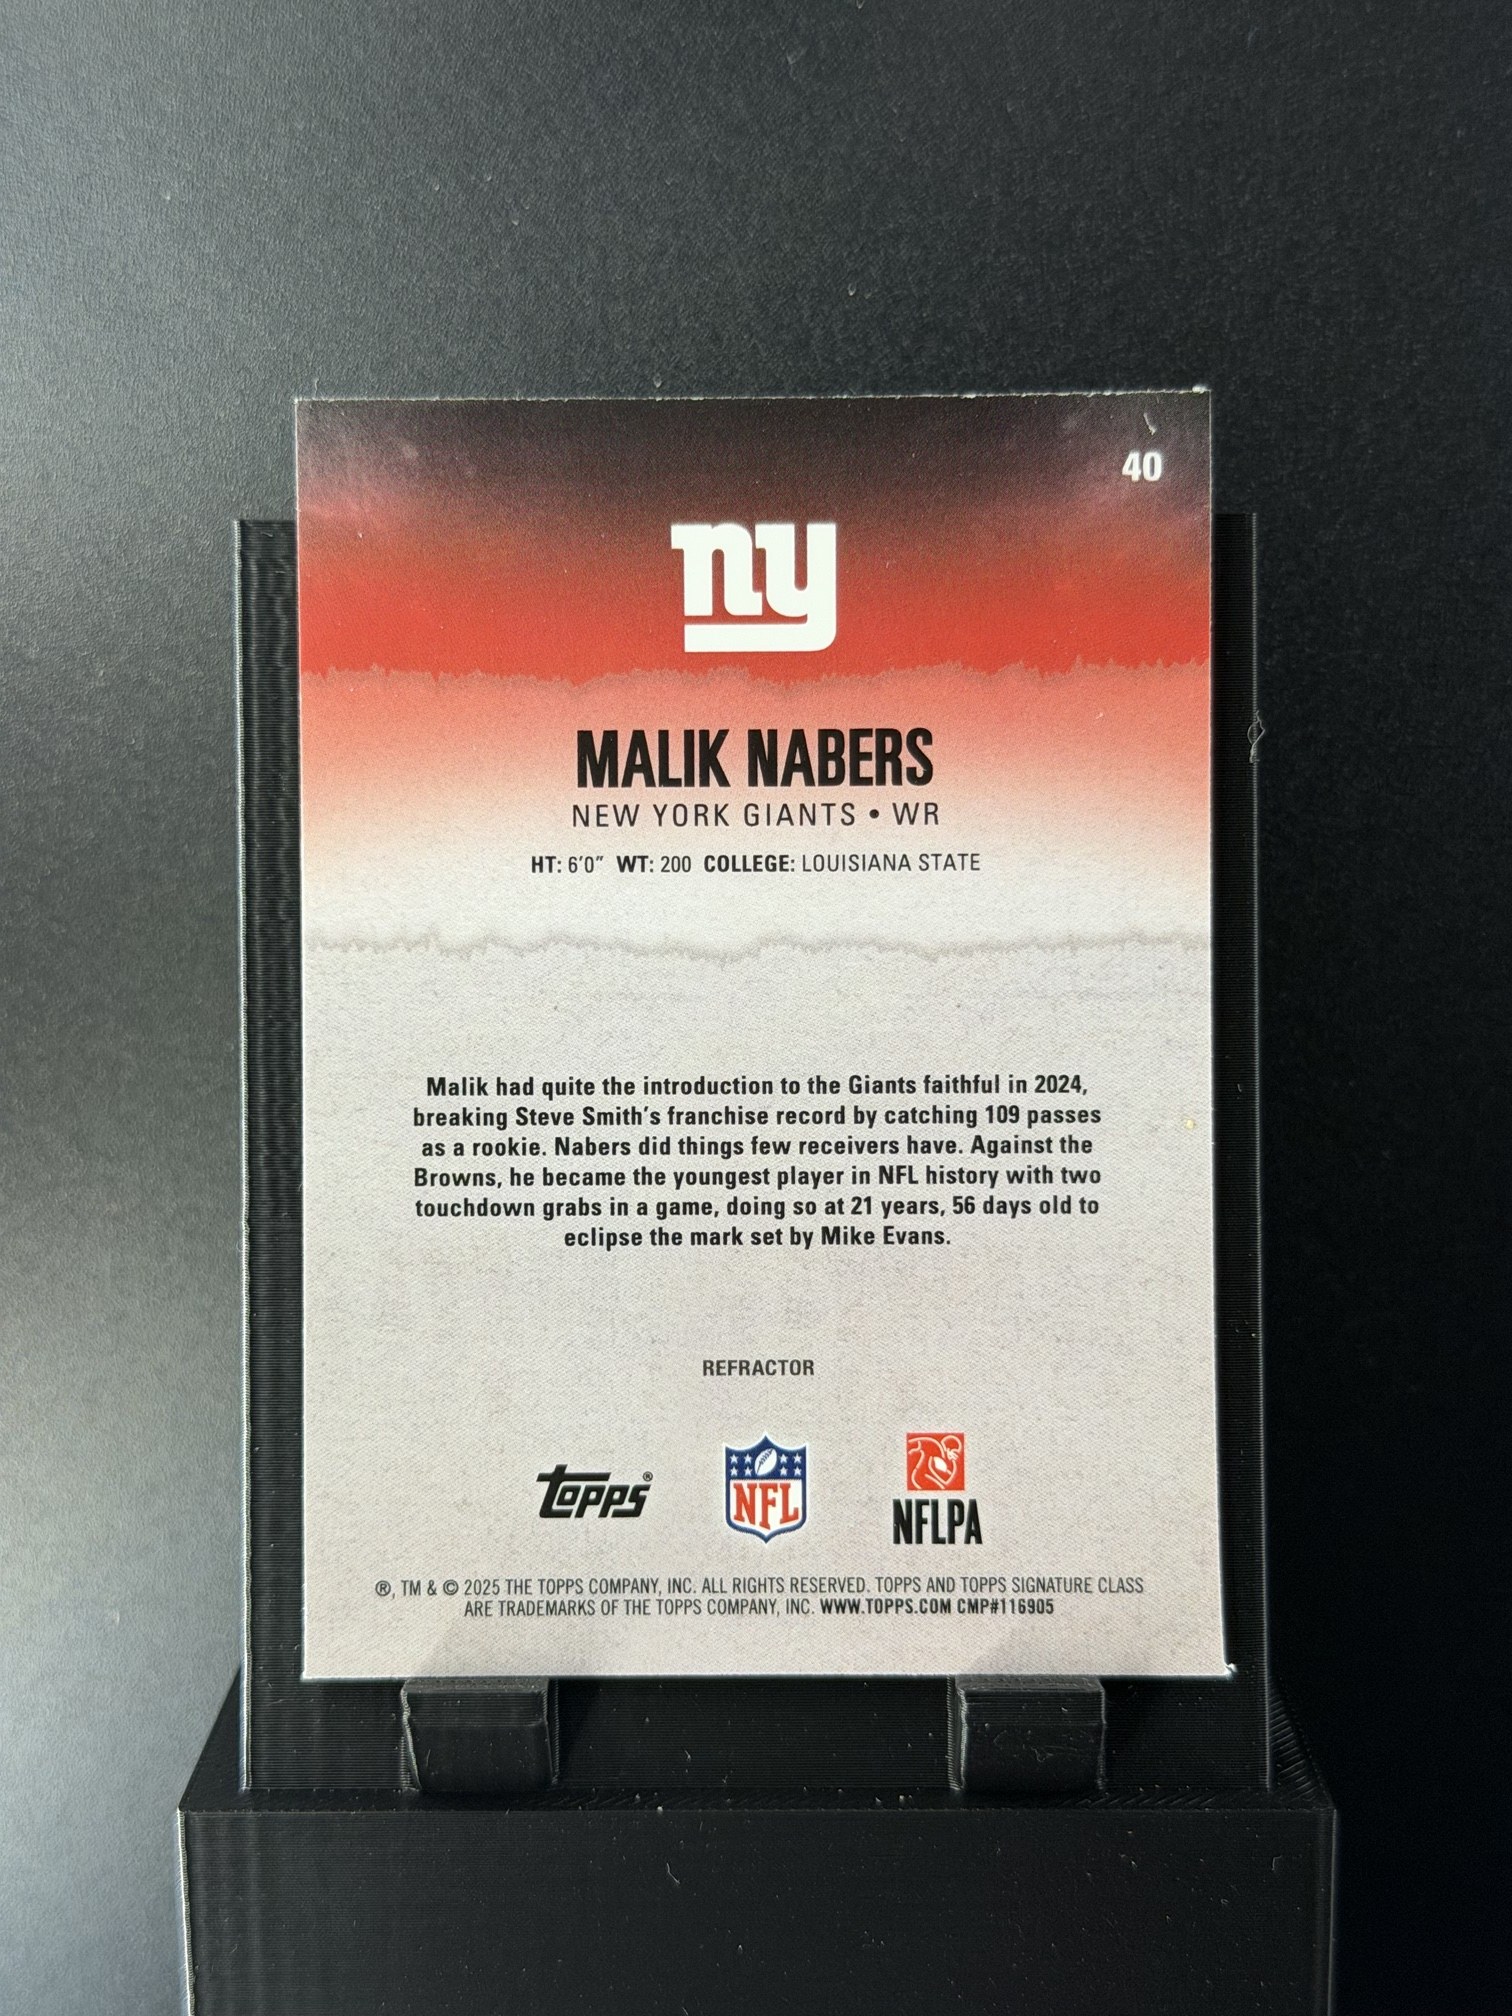 40
ny
MALIK NABERS
NEW YORK GIANTS • WR
HT: 6'0" WT: 200 COLLEGE: LOUISIANA STATE
Malik had quite the introduction to the Giants faithful in 2024,
breaking Steve Smith's franchise record by catching 109 passes
as a rookie. Nabers did things few receivers have. Against the
Browns, he became the youngest player in NFL history with two
touchdown grabs in a game, doing so at 21 years, 56 days old to
eclipse the mark set by Mike Evans.
REFRACTOR
Topps® NFL NFLPA
®, TM & © 2025 THE TOPPS COMPANY, INC. ALL RIGHTS RESERVED. TOPPS AND TOPPS SIGNATURE CLASS
ARE TRADEMARKS OF THE TOPPS COMPANY, INC. WWW.TOPPS.COM CMP#116905